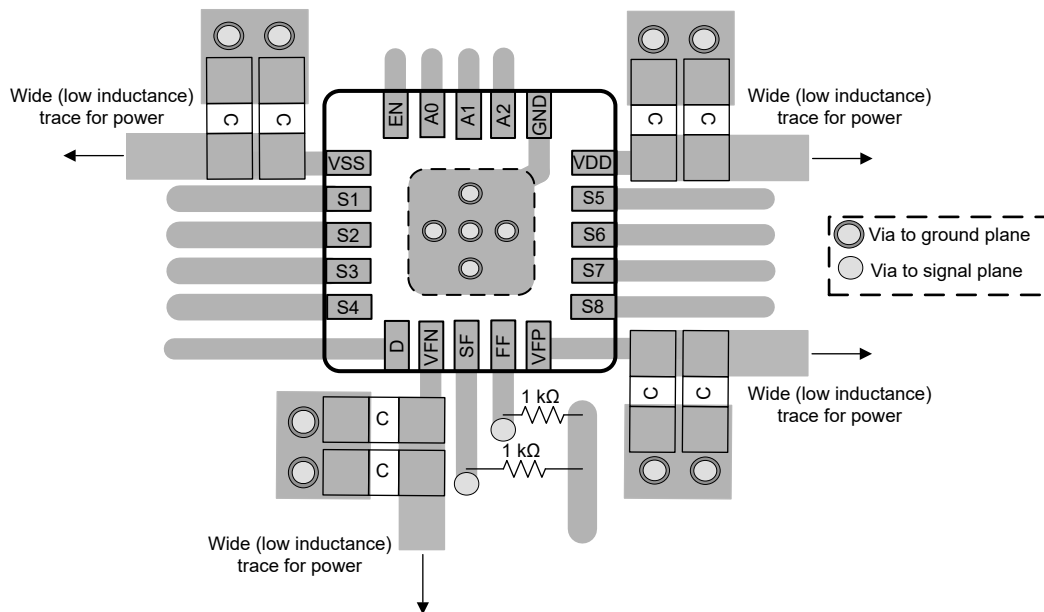 C
C
EN
A0
A1
A2
GND
C
C
Wide (low inductance)
trace for power
Wide (low inductance)
trace for power
VSS
VDD
S1
S5
S2
S6
S3
S7
S4
S8
Via to ground plane
Via to signal plane
D
VFN
SF
FF
VFP
C
C
C
C
1 kΩ
1 kΩ
Wide (low inductance)
trace for power
Wide (low inductance)
trace for power